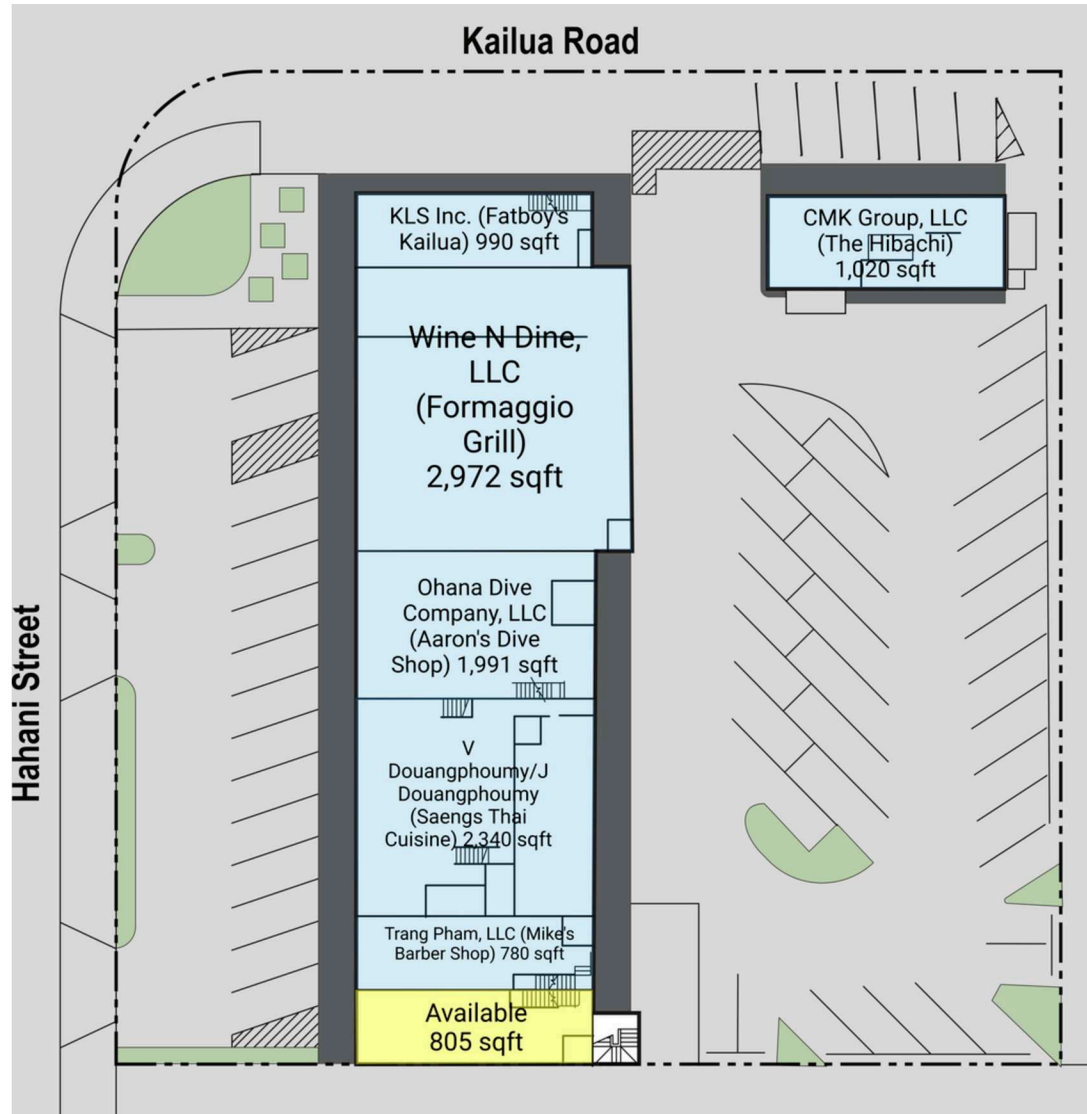 Kailua Road
Hahani Street
KLS Inc. (Fatboy's
Kailua) 990 sqft
CMK Group, LLC
(The Hibachi)
1,020 sqft
Wine N Dine,
LLC
(Formaggio
Grill)
2,972 sqft
Ohana Dive
Company, LLC
(Aaron's Dive
Shop) 1,991 sqft
V
Douangphoumy/J
Douangphoumy
(Saengs Thai
Cuisine) 2,340 sqft
Trang Pham, LLC (Mike's
Barber Shop) 780 sqft
Available
805 sqft